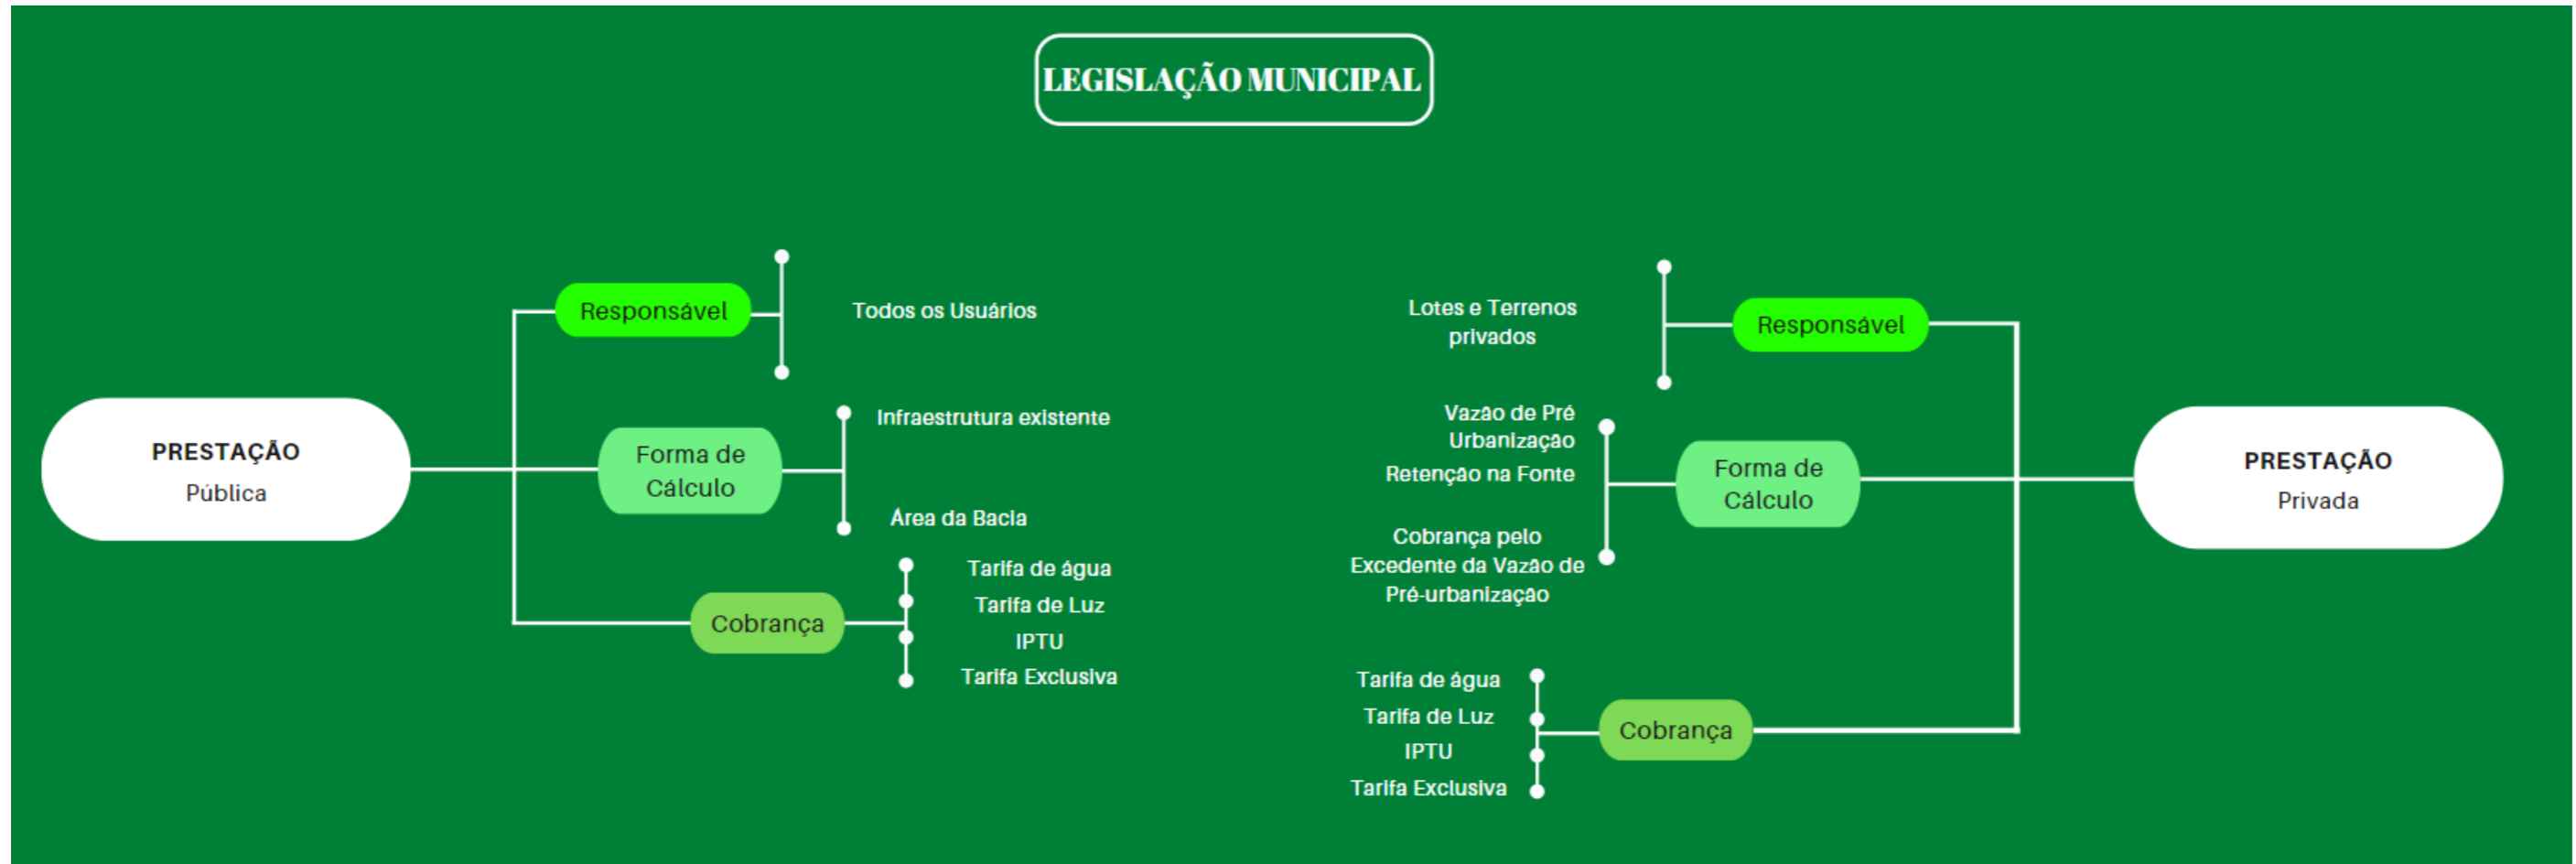 LEGISLAÇÃO MUNICIPAL
PRESTAÇÃO
Pública
Responsável
Todos os Usuários
Forma de
Cálculo
Infraestrutura existente
Área da Bacia
Cobrança
Tarifa de água
Tarifa de Luz
IPTU
Tarifa Exclusiva
PRESTAÇÃO
Privada
Responsável
Lotes e Terrenos
privados
Forma de
Cálculo
Vazão de Pré
Urbanização
Retenção na Fonte
Cobrança pelo
Excedente da Vazão de
Pré-urbanização
Cobrança
Tarifa de água
Tarifa de Luz
IPTU
Tarifa Exclusiva